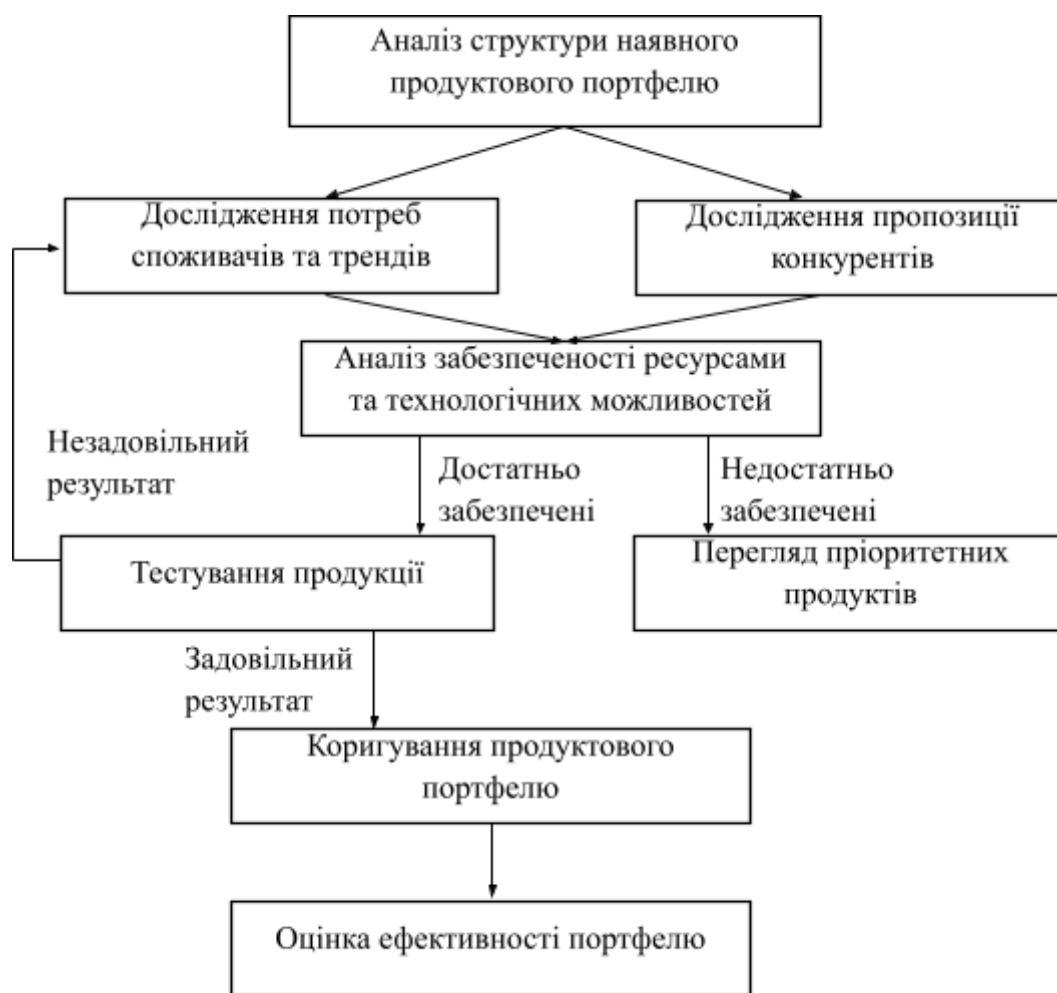 Аналіз структури наявного
продуктового портфелю
Дослідження потреб
споживачів та трендів
Дослідження пропозиції
конкурентів
Аналіз забезпеченості ресурсами
та технологічних можливостей
Незадовільний
результат
Достатньо
забезпечені
Недостатньо
забезпечені
Тестування продукції
Перегляд пріоритетних
продуктів
Задовільний
результат
Коригування продуктового
портфелю
Оцінка ефективності портфелю